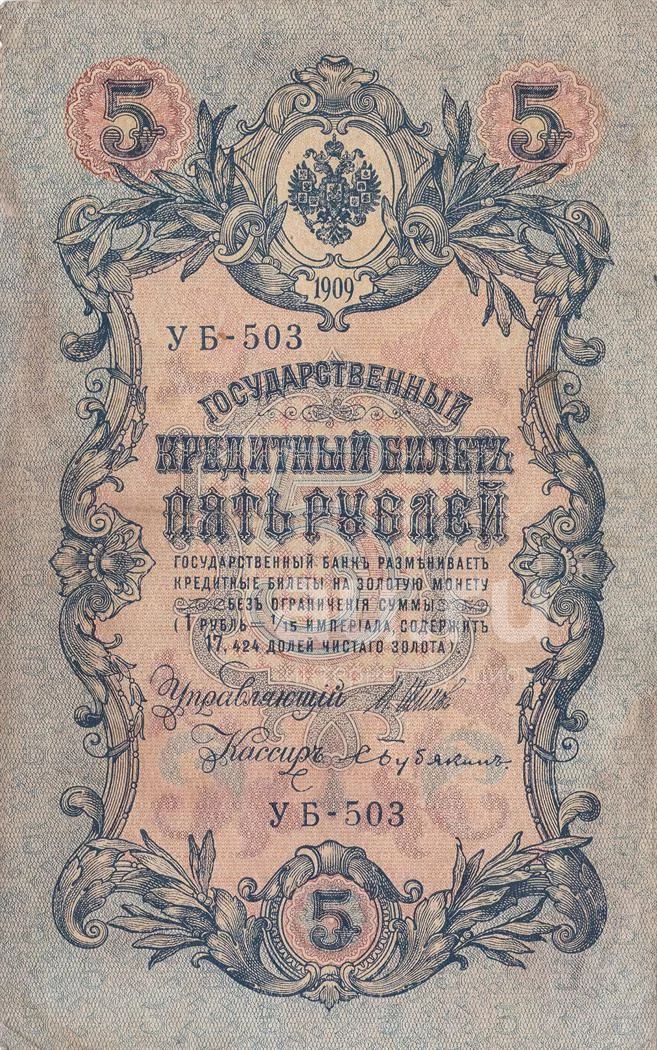 5 5
1909
УБ-503
ГОСУДАРСТВЕННЫЙ
КРЕДИТНЫЙ БИЛЕТЪ
ПЯТЬ РУБЛЕЙ
ГОСУДАРСТВЕННЫЙ БАНКЪ РАЗМѢНИВАЕТЪ
КРЕДИТНЫЕ БИЛЕТЫ НА ЗОЛОТУЮ МОНЕТУ
БЕЗЪ ОГРАНИЧЕНІЯ СУММЫ
(1 РУБЛЬ=1/15 ИМПЕРІАЛА, СОДЕРЖИТЪ
17,424 ДОЛЕЙ ЧИСТАГО ЗОЛОТА).
Управляющій
Кассиръ
УБ-503
5